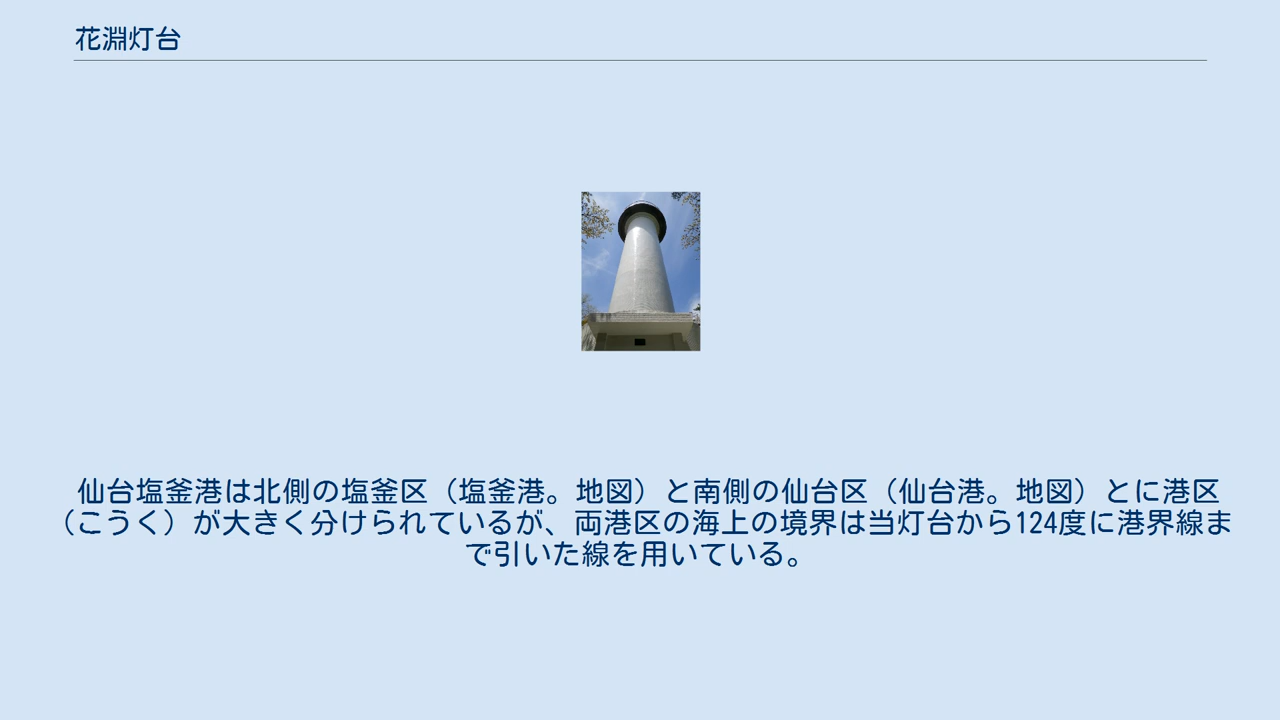 花淵灯台
仙台塩釜港は北側の塩釜区（塩釜港。地図）と南側の仙台区（仙台港。地図）とに港区
（こうく）が大きく分けられているが、両港区の海上の境界は当灯台から124度に港界線ま
で引いた線を用いている。